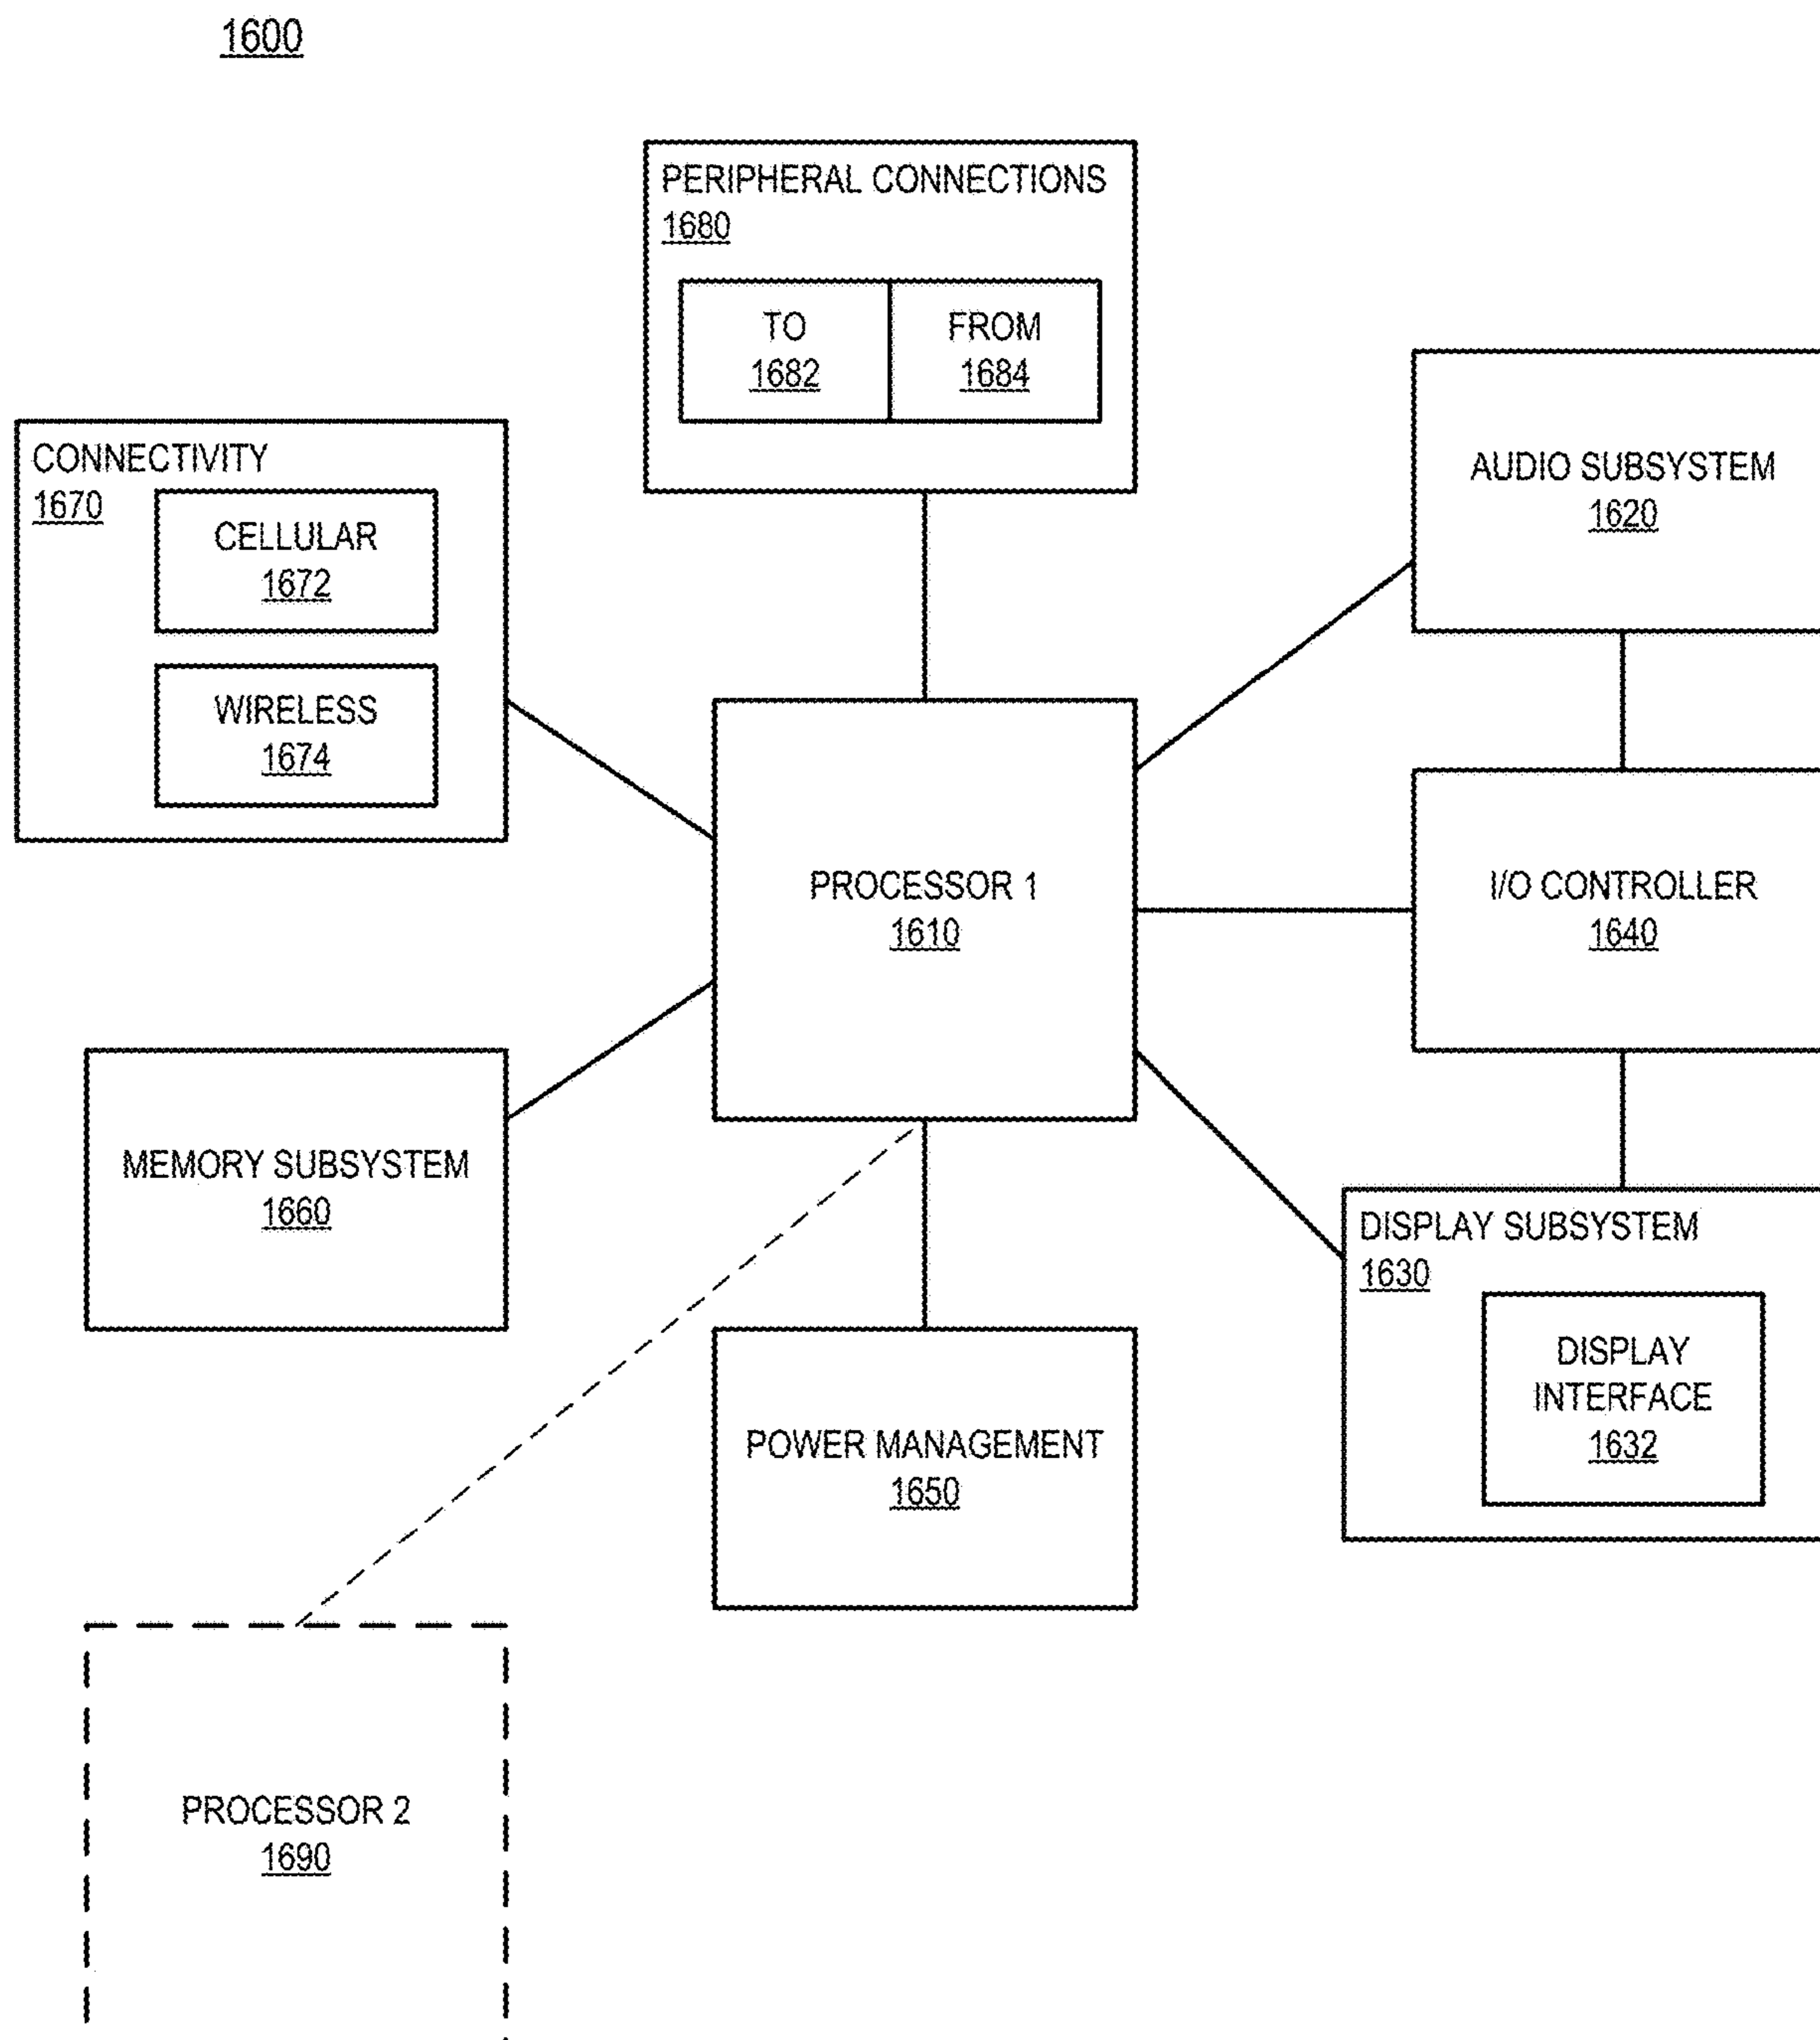 1600
PERIPHERAL CONNECTIONS
1680
TO
1682
FROM
1684
CONNECTIVITY
1670
CELLULAR
1672
WIRELESS
1674
AUDIO SUBSYSTEM
1620
PROCESSOR 1
1610
I/O CONTROLLER
1640
MEMORY SUBSYSTEM
1660
DISPLAY SUBSYSTEM
1630
DISPLAY
INTERFACE
1632
POWER MANAGEMENT
1650
PROCESSOR 2
1690